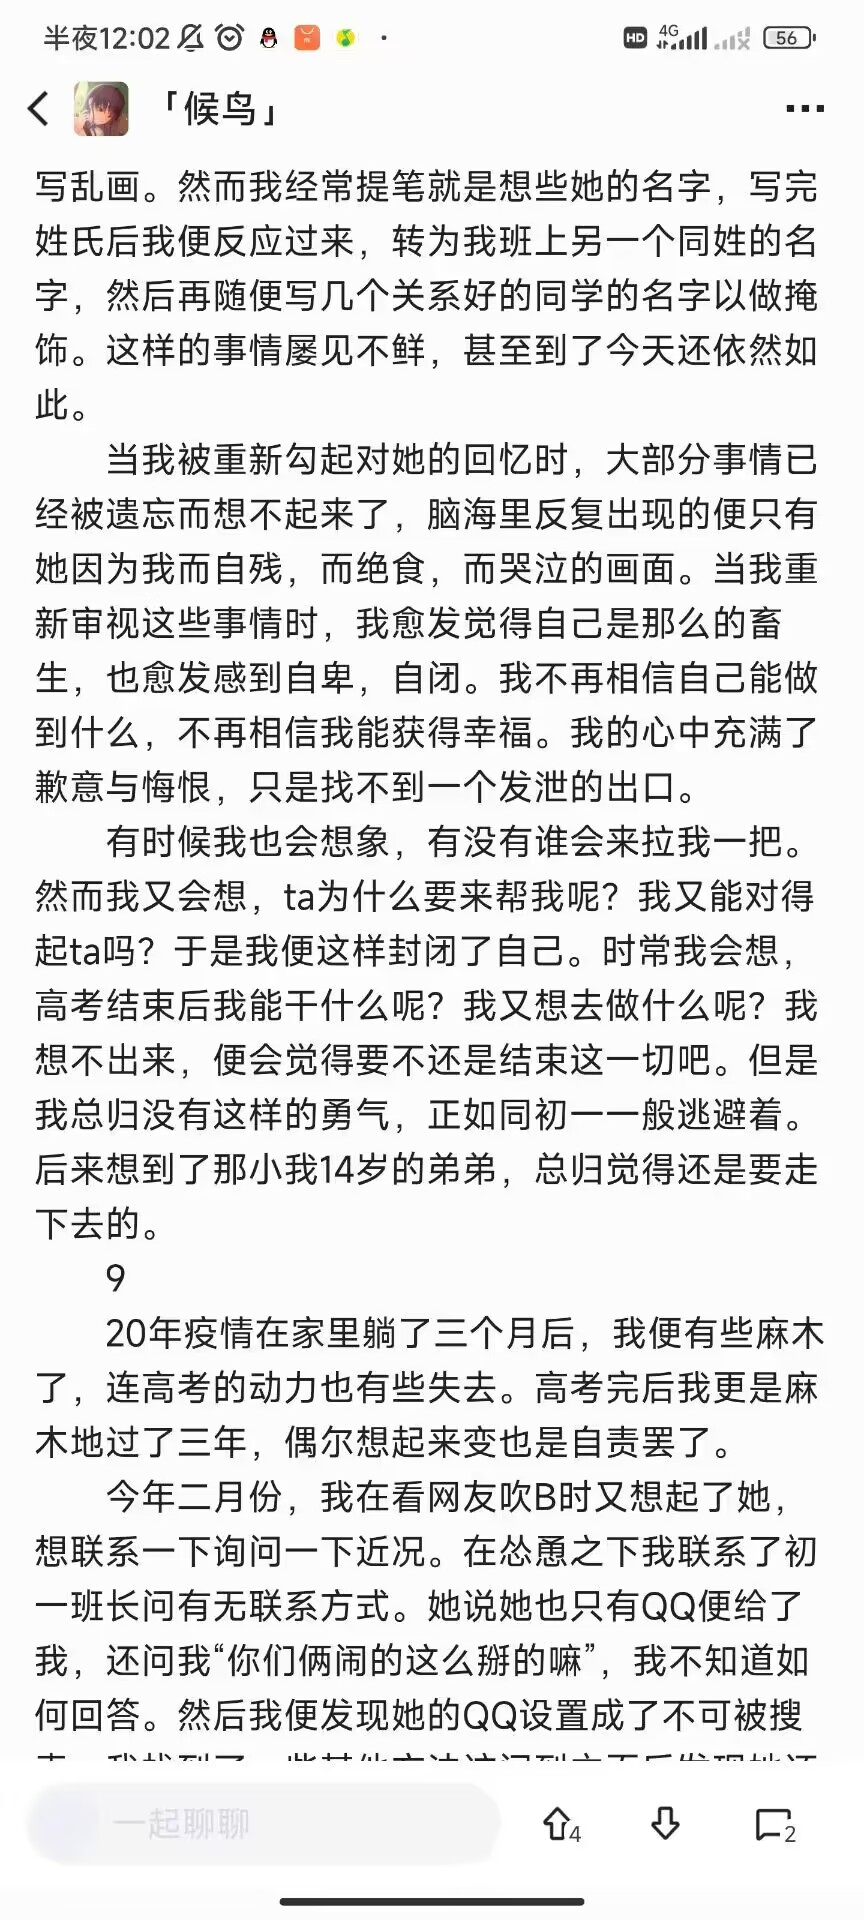 半夜12:02
HD 4G 56
「候鸟」
写乱画。然而我经常提笔就是想些她的名字，写完
姓氏后我便反应过来，转为我班上另一个同姓的名
字，然后再随便写几个关系好的同学的名字以做掩
饰。这样的事情屡见不鲜，甚至到了今天还依然如
此。
当我被重新勾起对她的回忆时，大部分事情已
经被遗忘而想不起来了，脑海里反复出现的便只有
她因为我而自残，而绝食，而哭泣的画面。当我重
新审视这些事情时，我愈发觉得自己是那么的畜
生，也愈发感到自卑，自闭。我不再相信自己能做
到什么，不再相信我能获得幸福。我的心中充满了
歉意与悔恨，只是找不到一个发泄的出口。
有时候我也会想象，有没有谁会来拉我一把。
然而我又会想，ta为什么要来帮我呢？我又能对得
起ta吗？于是我便这样封闭了自己。时常我会想，
高考结束后我能干什么呢？我又想去做什么呢？我
想不出来，便会觉得要不还是结束这一切吧。但是
我总归没有这样的勇气，正如同初一一般逃避着。
后来想到了那小我14岁的弟弟，总归觉得还是要走
下去的。
9
20年疫情在家里躺了三个月后，我便有些麻木
了，连高考的动力也有些失去。高考完后我更是麻
木地过了三年，偶尔想起来变也是自责罢了。
今年二月份，我在看网友吹B时又想起了她，
想联系一下询问一下近况。在怂恿之下我联系了初
一班长问有无联系方式。她说她也只有QQ便给了
我，还问我“你们俩闹的这么掰的嘛”，我不知道如
何回答。然后我便发现她的QQ设置成了不可被搜
一起聊聊
4
2